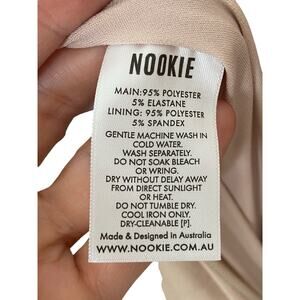 NOOKIE
MAIN: 95% POLYESTER
5% ELASTANE
LINING: 95% POLYESTER
5% SPANDEX
GENTLE MACHINE WASH IN
COLD WATER.
WASH SEPARATELY.
DO NOT SOAK BLEACH
OR WRING.
DRY WITHOUT DELAY AWAY
FROM DIRECT SUNLIGHT
OR HEAT.
DO NOT TUMBLE DRY.
COOL IRON ONLY.
DRY-CLEANABLE [P].
Made & Designed in Australia
WWW.NOOKIE.COM.AU